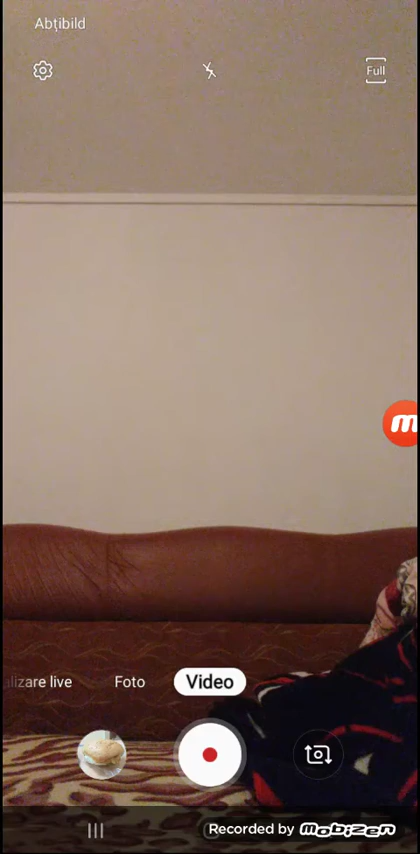 Abțibild
Full
lizare live
Foto
Video
Recorded by mobizen